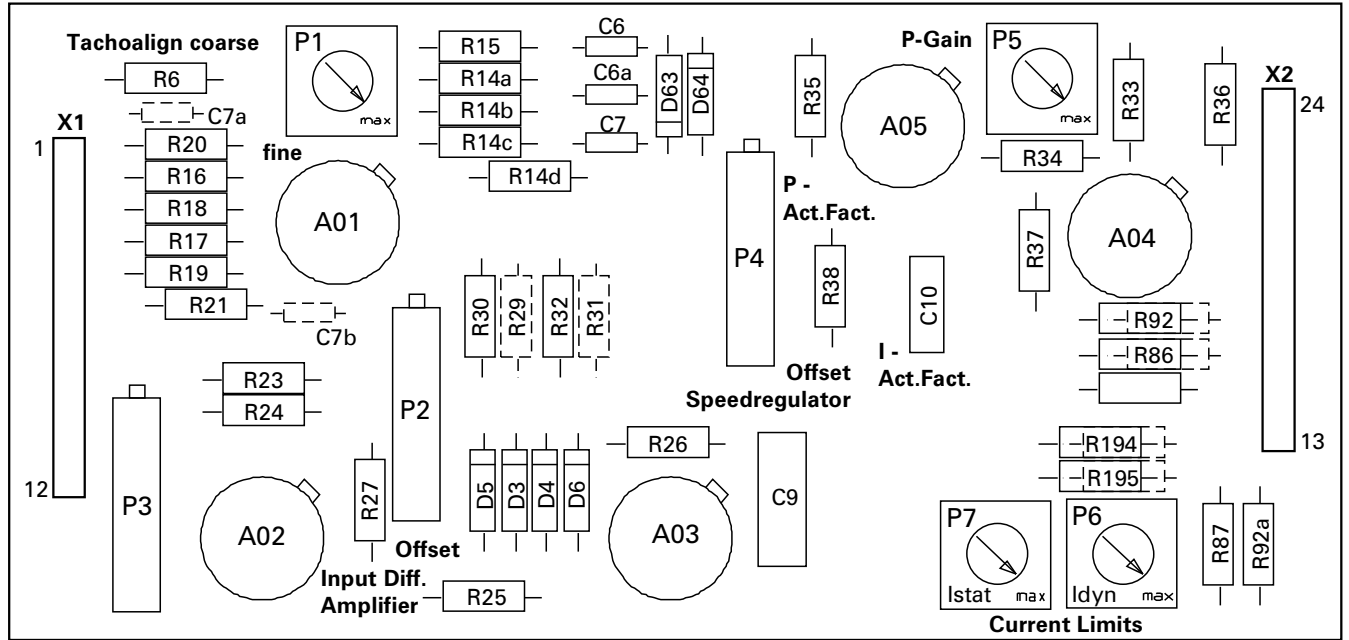 Tachoalign coarse
P1
max
R6
C7a
X1
1
12
R20
R16
R18
R17
R19
R21
C7b
fine
A01
R15
R14a
R14b
R14c
R14d
C6
C6a
C7
D63
D64
R35
A05
P-Gain
P5
max
R33
R36
X2
24
13
R34
P -
Act.Fact.
P4
R38
C10
I -
Act.Fact.
R37
A04
R92
R86
Offset
Speedregulator
R30
R29
R32
R31
R23
R24
P2
P3
A02
R27
Offset
Input Diff.
Amplifier
D5
D3
D4
D6
R25
R26
A03
C9
R194
R195
P7
Istat
max
P6
Idyn
max
Current Limits
R87
R92a